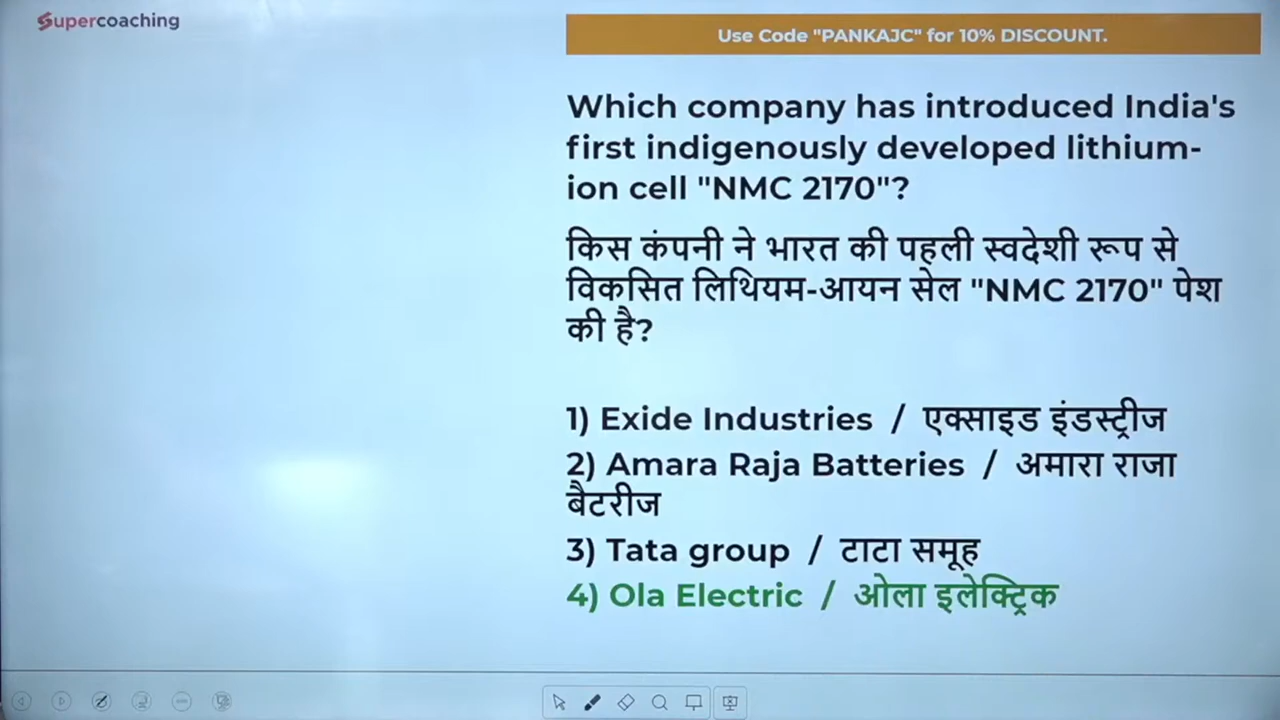 Supercoaching
Use Code "PANKAJC" for 10% DISCOUNT.
Which company has introduced India's
first indigenously developed lithium-
ion cell "NMC 2170"?
किस कंपनी ने भारत की पहली स्वदेशी रूप से
विकसित लिथियम-आयन सेल "NMC 2170" पेश
की है?
1) Exide Industries / एक्साइड इंडस्ट्रीज
2) Amara Raja Batteries / अमारा राजा
बैटरीज
3) Tata group / टाटा समूह
4) Ola Electric / ओला इलेक्ट्रिक